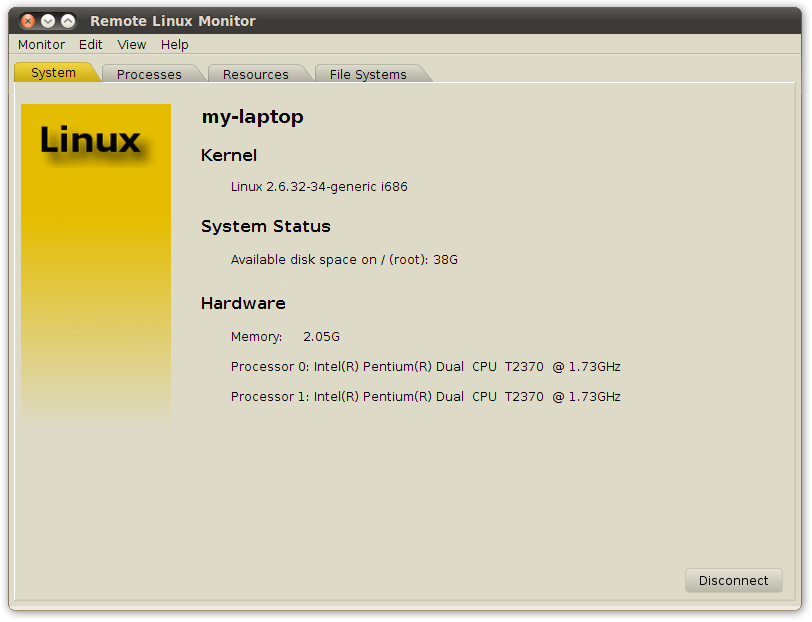 Remote Linux Monitor
Monitor Edit View Help
System Processes Resources File Systems
Linux
my-laptop
Kernel
Linux 2.6.32-34-generic i686
System Status
Available disk space on / (root): 38G
Hardware
Memory: 2.05G
Processor 0: Intel(R) Pentium(R) Dual CPU T2370 @ 1.73GHz
Processor 1: Intel(R) Pentium(R) Dual CPU T2370 @ 1.73GHz
Disconnect